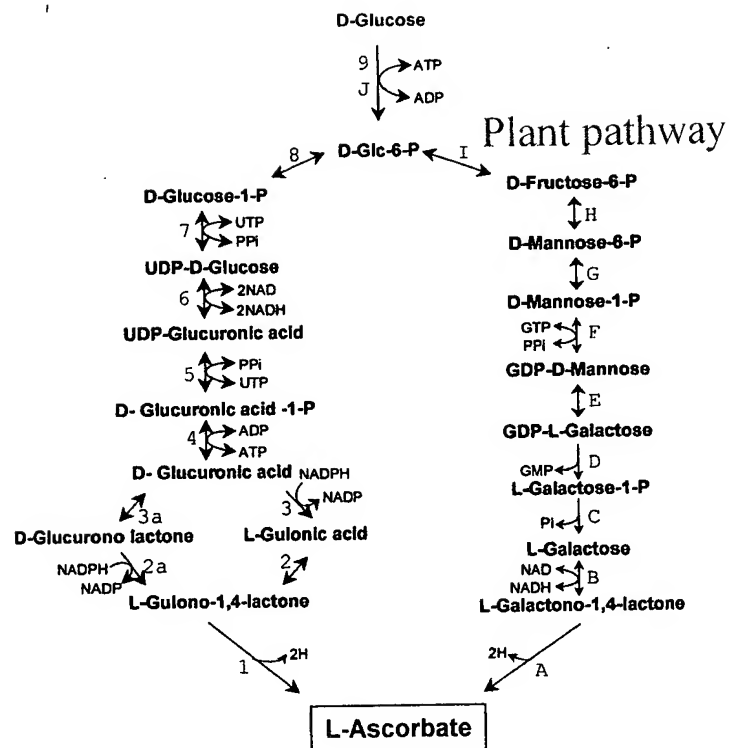 D-Glucose
9
ATP
J
ADP
Plant pathway
8
D-Glc-6-P
I
D-Glucose-1-P
D-Fructose-6-P
7
UTP
PPi
H
UDP-D-Glucose
D-Mannose-6-P
6
2NAD
2NADH
G
UDP-Glucuronic acid
D-Mannose-1-P
5
PPi
UTP
GTP
PPi
F
D- Glucuronic acid -1-P
GDP-D-Mannose
4
ADP
ATP
E
GDP-L-Galactose
D- Glucuronic acid
NADPH
NADP
GMP
D
3a
3
L-Galactose-1-P
D-Glucurono lactone
L-Gulonic acid
Pi
C
NADPH
NADP
2a
2
L-Galactose
NAD
NADH
B
L-Gulono-1,4-lactone
L-Galactono-1,4-lactone
1
2H
2H
A
L-Ascorbate